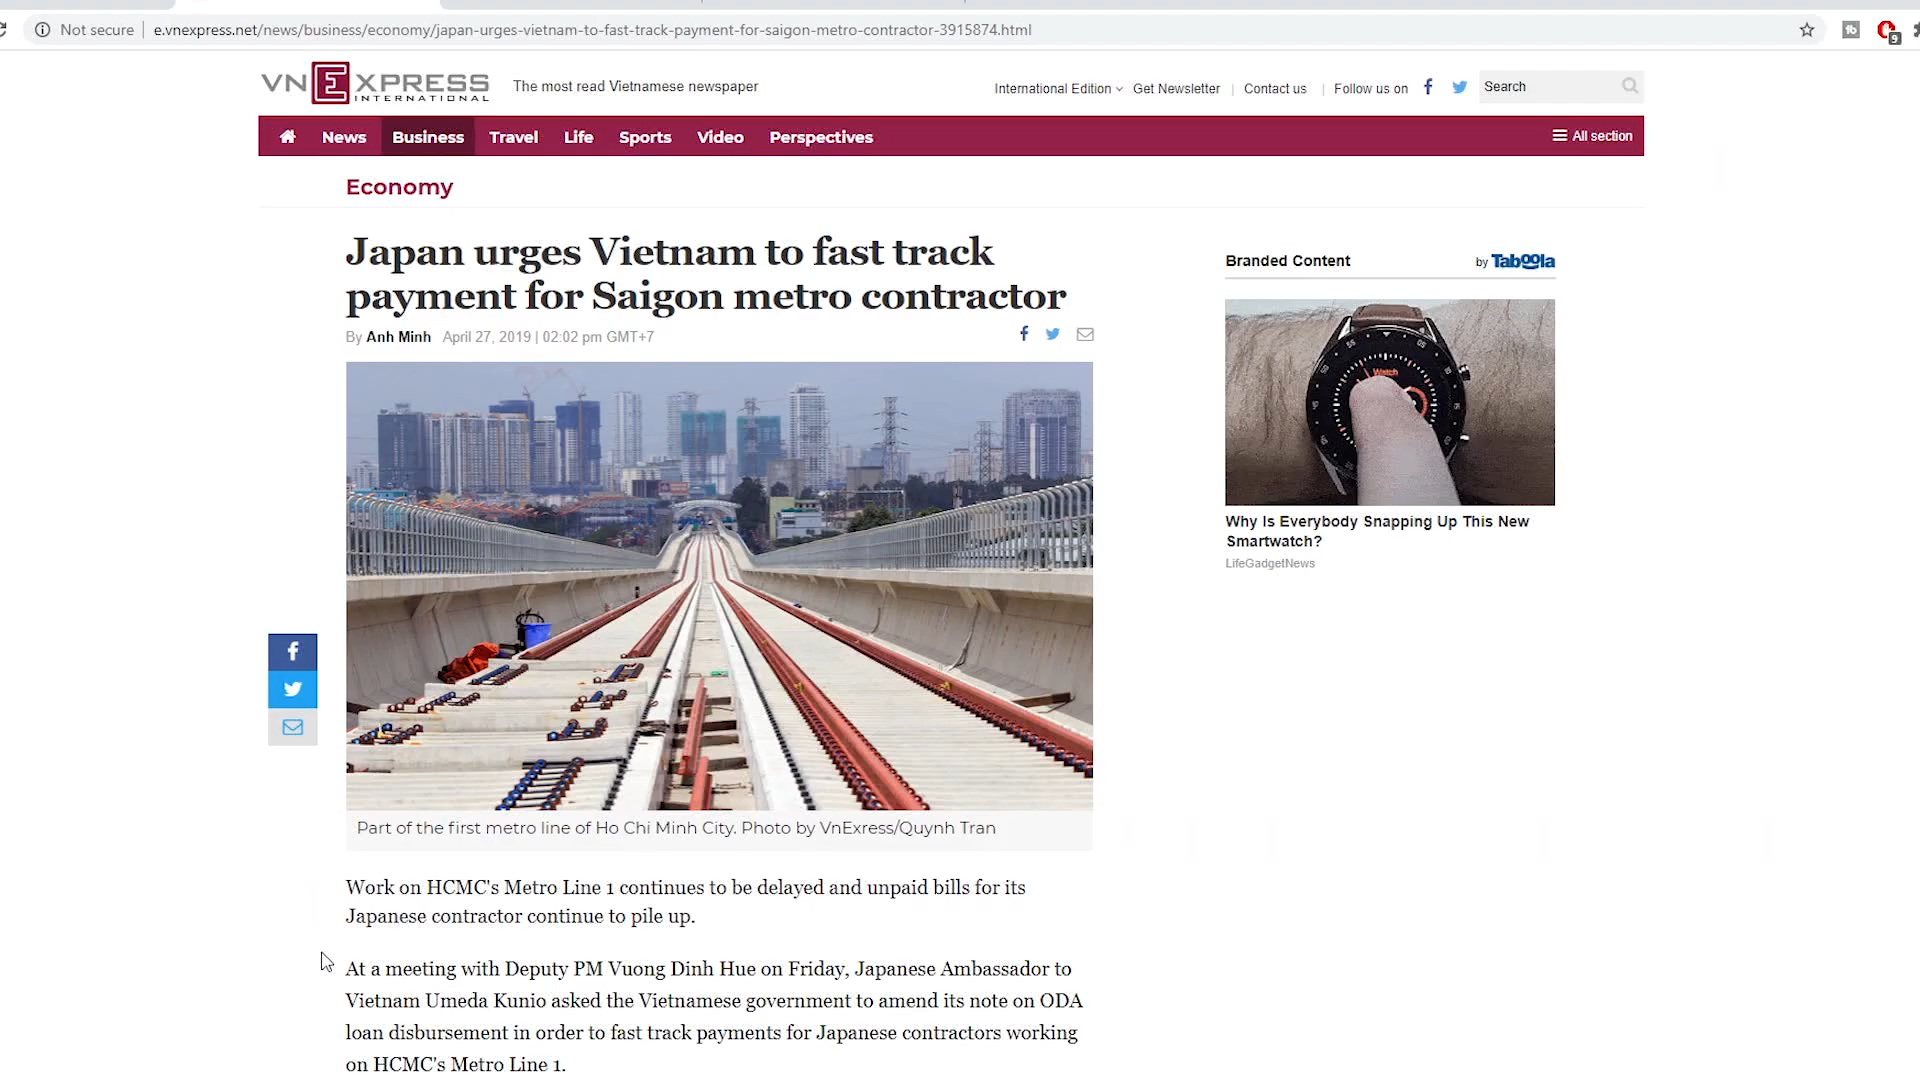 Not secure
e.vnexpress.net/news/business/economy/japan-urges-vietnam-to-fast-track-payment-for-saigon-metro-contractor-3915874.html
9
VN EXPRESS
INTERNATIONAL
The most read Vietnamese newspaper
International Edition
Get Newsletter
Contact us
Follow us on
Search
News
Business
Travel
Life
Sports
Video
Perspectives
All section
Economy
Japan urges Vietnam to fast track
payment for Saigon metro contractor
By Anh Minh April 27, 2019 | 02:02 pm GMT+7
Part of the first metro line of Ho Chi Minh City. Photo by VnExress/Quynh Tran
Work on HCMC's Metro Line 1 continues to be delayed and unpaid bills for its
Japanese contractor continue to pile up.
At a meeting with Deputy PM Vuong Dinh Hue on Friday, Japanese Ambassador to
Vietnam Umeda Kunio asked the Vietnamese government to amend its note on ODA
loan disbursement in order to fast track payments for Japanese contractors working
on HCMC's Metro Line 1.
Branded Content
by Taboola
Watch
Why Is Everybody Snapping Up This New
Smartwatch?
LifeGadgetNews